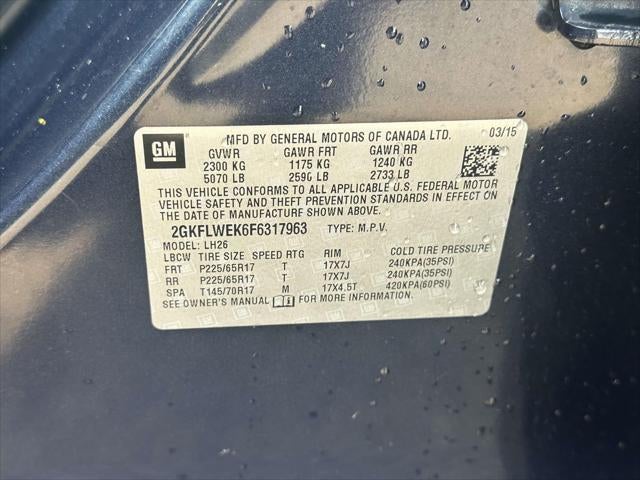 GM MFD BY GENERAL MOTORS OF CANADA LTD. 03/15
GVWR GAWR FRT GAWR RR
2300 KG 1175 KG 1240 KG
5070 LB 2596 LB 2733 LB
THIS VEHICLE CONFORMS TO ALL APPLICABLE U.S. FEDERAL MOTOR
VEHICLE SAFETY AND THEFT PREVENTION STANDARDS IN EFFECT ON
THE DATE OF MANUFACTURE SHOWN ABOVE.
2GKFLWEK6F6317963 TYPE: M.P.V.
MODEL: LH26
LBCW TIRE SIZE SPEED RTG RIM COLD TIRE PRESSURE
FRT P225/65R17 T 17X7J 240KPA(35PSI)
RR P225/65R17 T 17X7J 240KPA(35PSI)
SPA T145/70R17 M 17X4.5T 420KPA(60PSI)
SEE OWNER'S MANUAL FOR MORE INFORMATION.